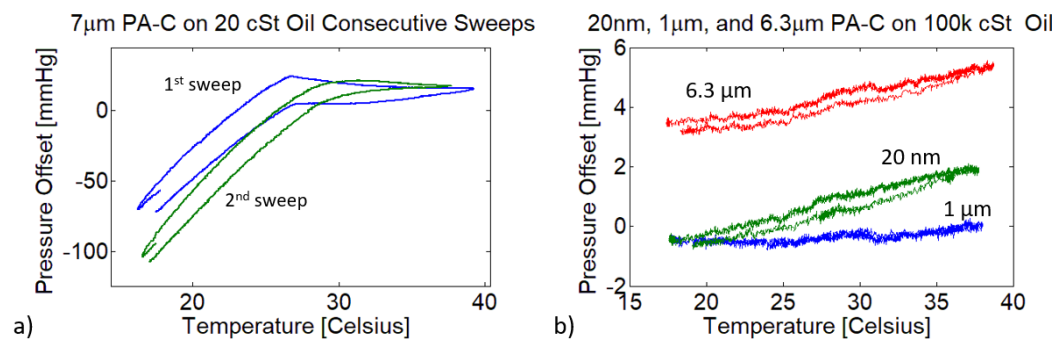 7μm PA-C on 20 cSt Oil Consecutive Sweeps
Pressure Offset [mmHg]
0
-50
-100
1st sweep
2nd sweep
20
30
40
Temperature [Celsius]
a)
20nm, 1μm, and 6.3μm PA-C on 100k cSt Oil
Pressure Offset [mmHg]
6
4
2
0
-2
6.3 μm
20 nm
1 μm
15
20
25
30
35
40
Temperature [Celsius]
b)